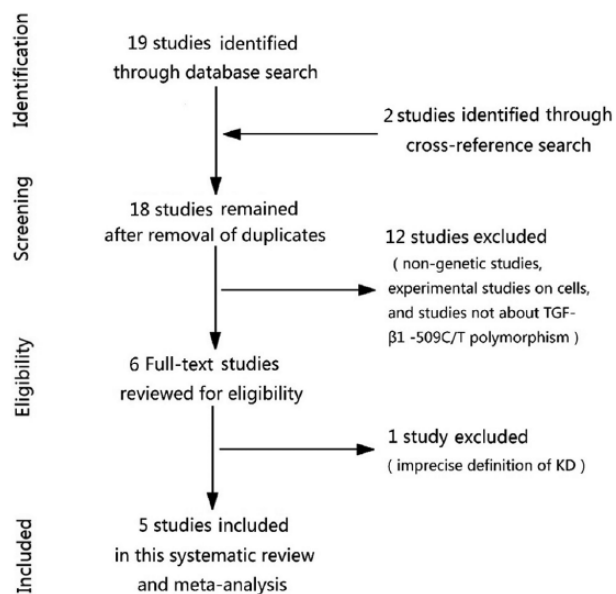 Identification
19 studies identified
through database search
2 studies identified through
cross-reference search
Screening
18 studies remained
after removal of duplicates
12 studies excluded
( non-genetic studies,
experimental studies on cells,
and studies not about TGF-
β1 -509C/T polymorphism )
Eligibility
6 Full-text studies
reviewed for eligibility
1 study excluded
( imprecise definition of KD )
Included
5 studies included
in this systematic review
and meta-analysis